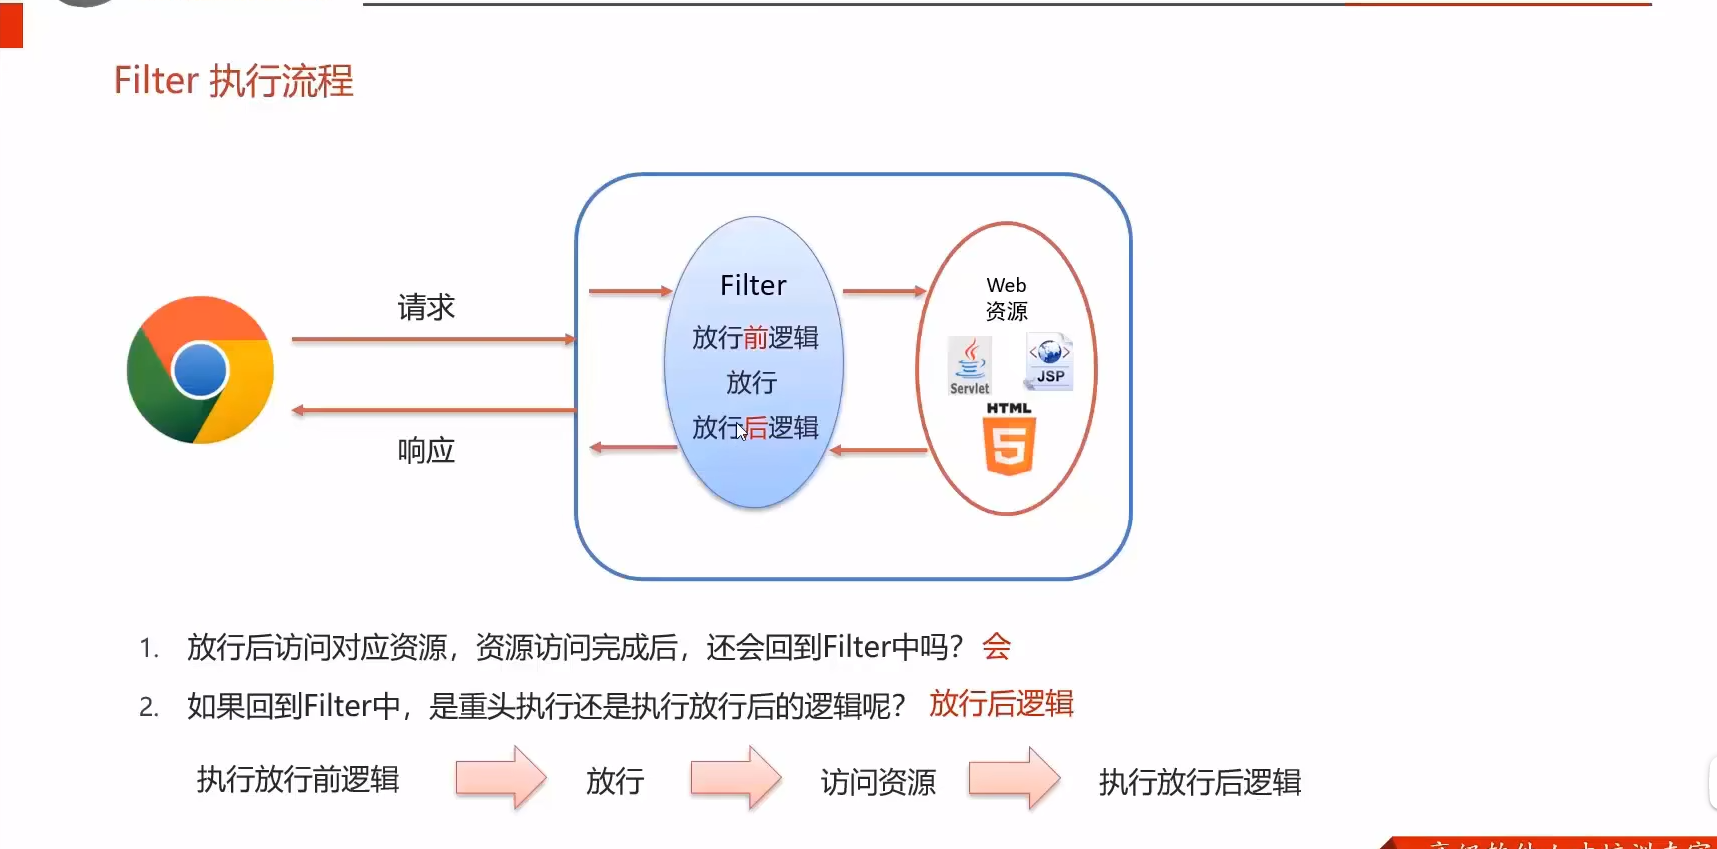 Filter 执行流程
请求
响应
Filter
放行前逻辑
放行
放行后逻辑
Web
资源
Servlet
JSP
HTML
5
1. 放行后访问对应资源，资源访问完成后，还会回到Filter中吗？ 会
2. 如果回到Filter中，是重头执行还是执行放行后的逻辑呢？ 放行后逻辑
执行放行前逻辑 放行 访问资源 执行放行后逻辑